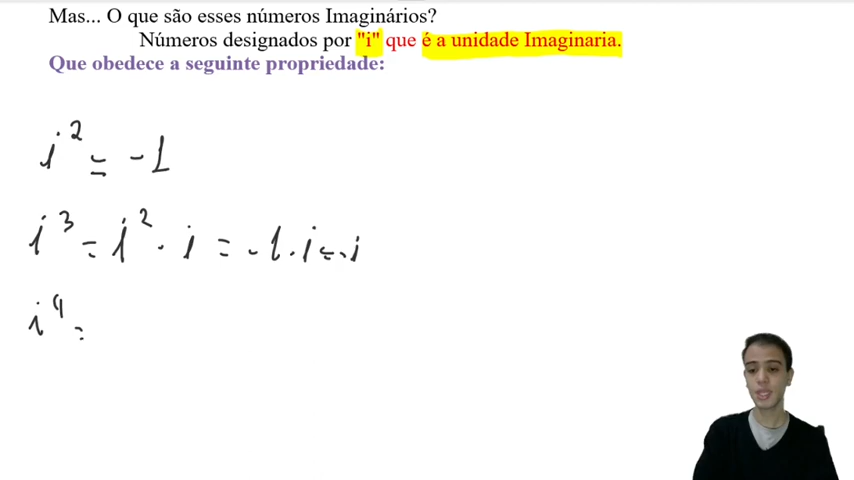 Mas... O que são esses números Imaginários?
Números designados por "i" que é a unidade Imaginaria.
Que obedece a seguinte propriedade:
i² = -1
i³ = i² · i = -1 · i = -i
i⁴ =